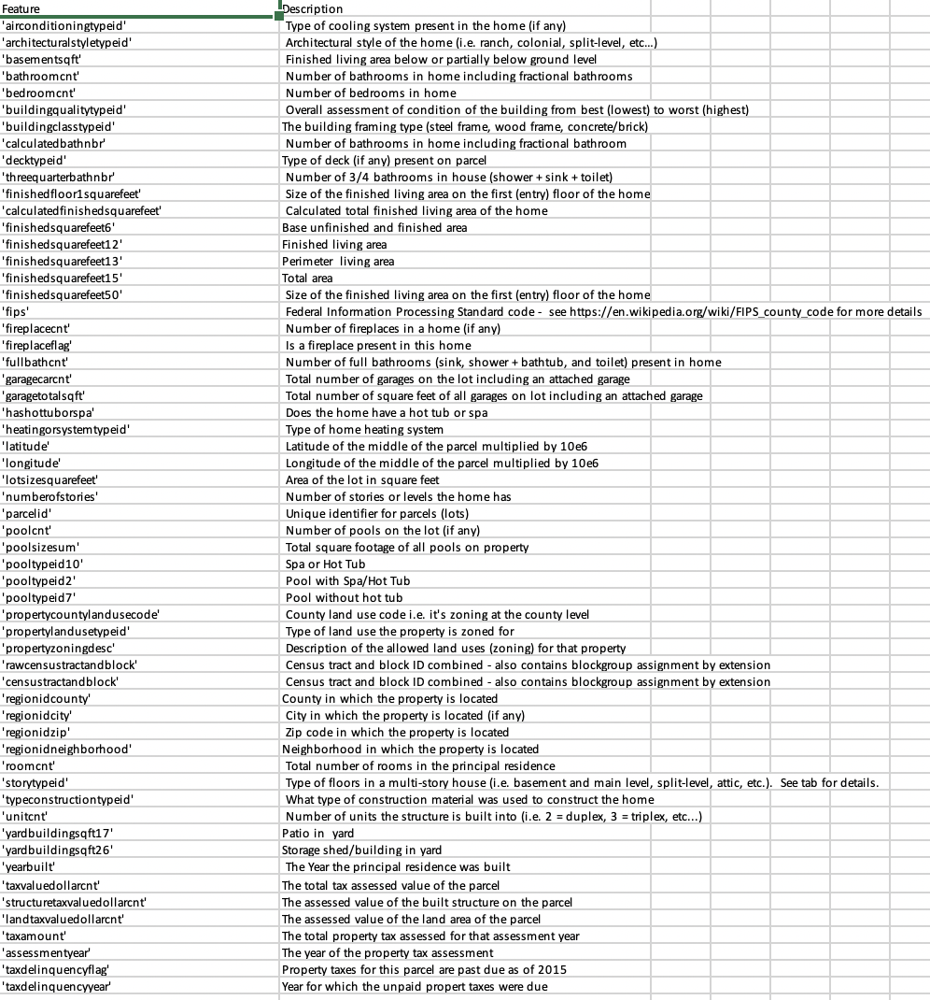 Feature Description
'airconditioningtypeid' Type of cooling system present in the home (if any)
'architecturalstyletypeid' Architectural style of the home (i.e. ranch, colonial, split-level, etc…)
'basementsqft' Finished living area below or partially below ground level
'bathroomcnt' Number of bathrooms in home including fractional bathrooms
'bedroomcnt' Number of bedrooms in home
'buildingqualitytypeid' Overall assessment of condition of the building from best (lowest) to worst (highest)
'buildingclasstypeid' The building framing type (steel frame, wood frame, concrete/brick)
'calculatedbathnbr' Number of bathrooms in home including fractional bathroom
'decktypeid' Type of deck (if any) present on parcel
'threequarterbathnbr' Number of 3/4 bathrooms in house (shower + sink + toilet)
'finishedfloor1squarefeet' Size of the finished living area on the first (entry) floor of the home
'calculatedfinishedsquarefeet' Calculated total finished living area of the home
'finishedsquarefeet6' Base unfinished and finished area
'finishedsquarefeet12' Finished living area
'finishedsquarefeet13' Perimeter living area
'finishedsquarefeet15' Total area
'finishedsquarefeet50' Size of the finished living area on the first (entry) floor of the home
'fips' Federal Information Processing Standard code - see https://en.wikipedia.org/wiki/FIPS_county_code for more details
'fireplacecnt' Number of fireplaces in a home (if any)
'fireplaceflag' Is a fireplace present in this home
'fullbathcnt' Number of full bathrooms (sink, shower + bathtub, and toilet) present in home
'garagecarcnt' Total number of garages on the lot including an attached garage
'garagetotalsqft' Total number of square feet of all garages on lot including an attached garage
'hashottuborspa' Does the home have a hot tub or spa
'heatingorsystemtypeid' Type of home heating system
'latitude' Latitude of the middle of the parcel multiplied by 10e6
'longitude' Longitude of the middle of the parcel multiplied by 10e6
'lotsizesquarefeet' Area of the lot in square feet
'numberofstories' Number of stories or levels the home has
'parcelid' Unique identifier for parcels (lots)
'poolcnt' Number of pools on the lot (if any)
'poolsizesum' Total square footage of all pools on property
'pooltypeid10' Spa or Hot Tub
'pooltypeid2' Pool with Spa/Hot Tub
'pooltypeid7' Pool without hot tub
'propertycountylandusecode' County land use code i.e. it's zoning at the county level
'propertylandusetypeid' Type of land use the property is zoned for
'propertyzoningdesc' Description of the allowed land uses (zoning) for that property
'rawcensustractandblock' Census tract and block ID combined - also contains blockgroup assignment by extension
'censustractandblock' Census tract and block ID combined - also contains blockgroup assignment by extension
'regionidcounty' County in which the property is located
'regionidcity' City in which the property is located (if any)
'regionidzip' Zip code in which the property is located
'regionidneighborhood' Neighborhood in which the property is located
'roomcnt' Total number of rooms in the principal residence
'storytypeid' Type of floors in a multi-story house (i.e. basement and main level, split-level, attic, etc.). See tab for details.
'typeconstructiontypeid' What type of construction material was used to construct the home
'unitcnt' Number of units the structure is built into (i.e. 2 = duplex, 3 = triplex, etc...)
'yardbuildingsqft17' Patio in yard
'yardbuildingsqft26' Storage shed/building in yard
'yearbuilt' The Year the principal residence was built
'taxvaluedollarcnt' The total tax assessed value of the parcel
'structuretaxvaluedollarcnt' The assessed value of the built structure on the parcel
'landtaxvaluedollarcnt' The assessed value of the land area of the parcel
'taxamount' The total property tax assessed for that assessment year
'assessmentyear' The year of the property tax assessment
'taxdelinquencyflag' Property taxes for this parcel are past due as of 2015
'taxdelinquencyyear' Year for which the unpaid propert taxes were due